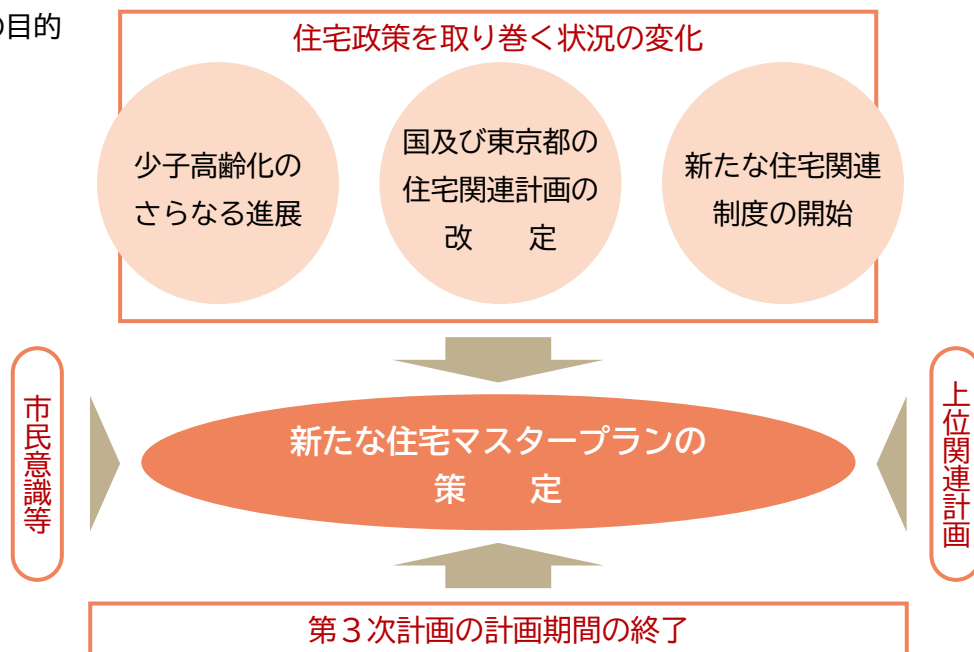 の目的
住宅政策を取り巻く状況の変化
少子高齢化の
さらなる進展
国及び東京都の
住宅関連計画の
改　　定
新たな住宅関連
制度の開始
市民意識等
新たな住宅マスタープランの
策　　定
上位関連計画
第３次計画の計画期間の終了